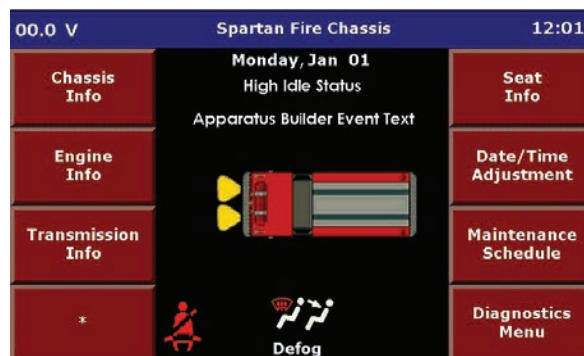 00.0 V
Spartan Fire Chassis
12:01
Monday, Jan 01
High Idle Status
Apparatus Builder Event Text
Chassis
Info
Engine
Info
Transmission
Info
*
Seat
Info
Date/Time
Adjustment
Maintenance
Schedule
Diagnostics
Menu
Defog